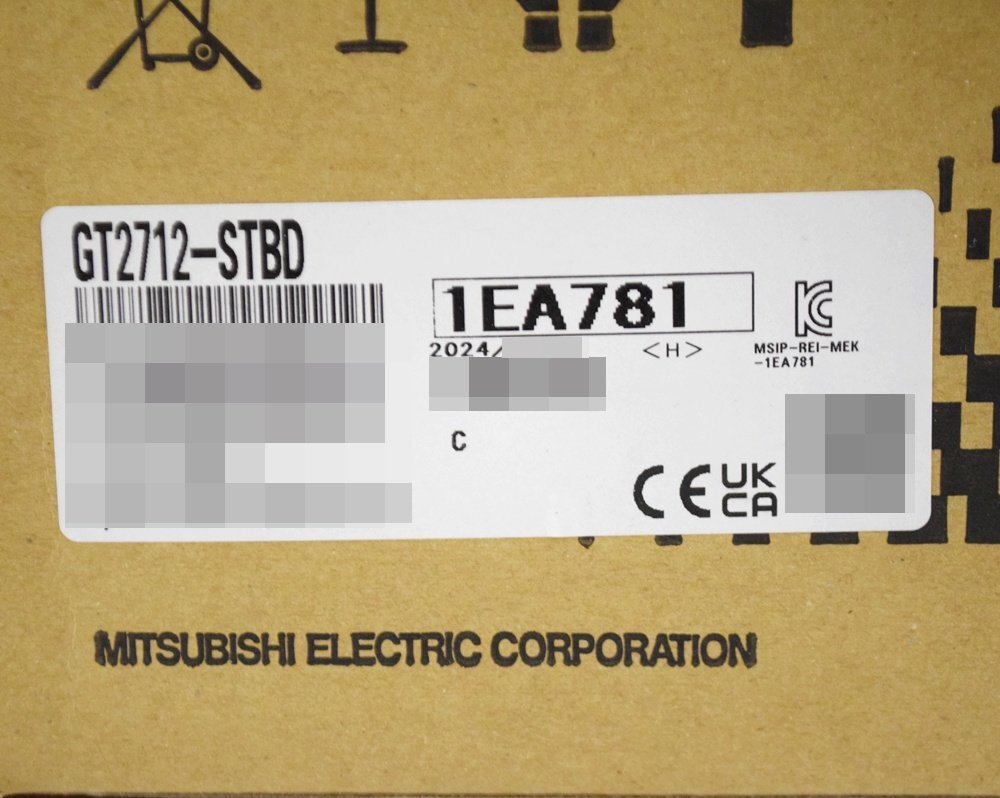 GT2712-STBD
1EA781
2024/
<H>
MSIP-REI-MEK
-1EA781
C
CE
UK
CA
MITSUBISHI ELECTRIC CORPORATION